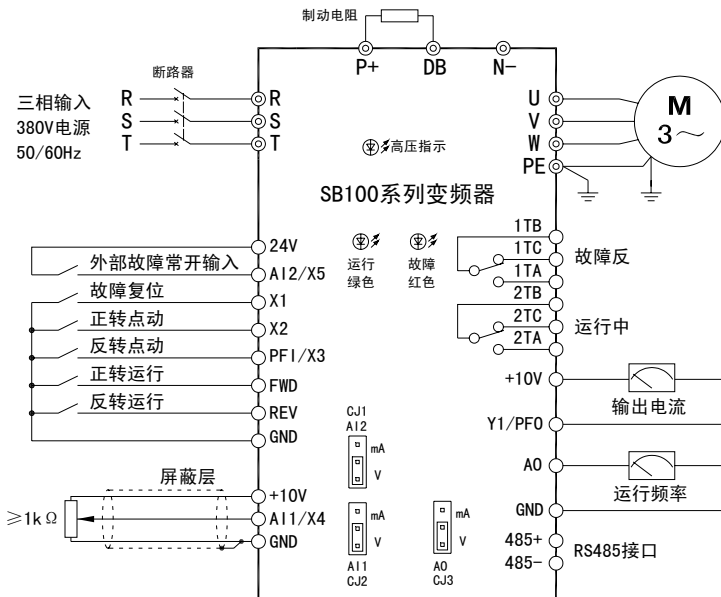 制动电阻
P+ DB N-
断路器
三相输入
380V电源
50/60Hz
R R
S S
T T
U
V
W
PE
M
3～
高压指示
SB100系列变频器
运行
绿色
故障
红色
1TB
1TC
1TA
故障反
2TB
2TC
2TA
运行中
24V
外部故障常开输入
AI2/X5
故障复位
X1
正转点动
X2
反转点动
PFI/X3
正转运行
FWD
反转运行
REV
GND
+10V
输出电流
Y1/PFO
AO
运行频率
GND
485+
485-
RS485接口
CJ1
AI2
mA
V
屏蔽层
≥1kΩ
+10V
AI1/X4
GND
mA
V
AI1
CJ2
mA
V
AO
CJ3